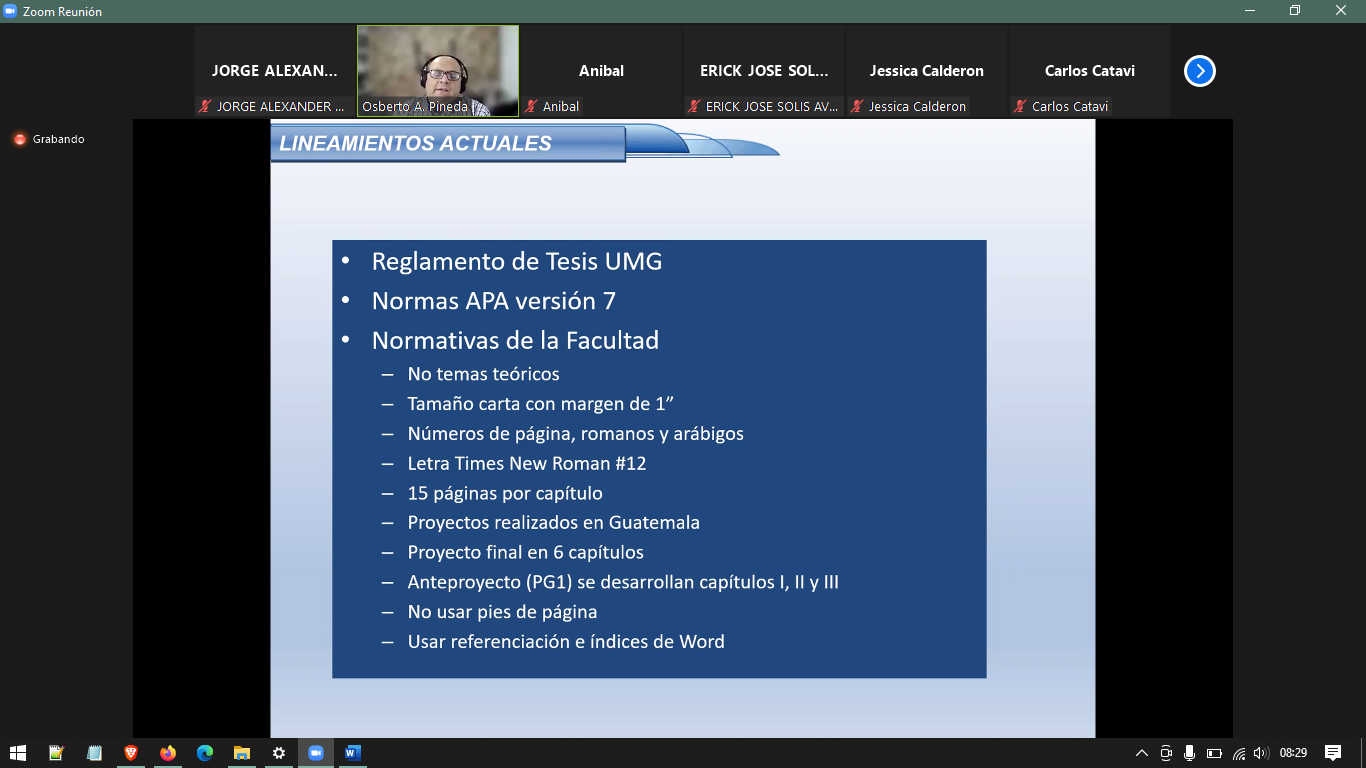 Zoom Reunión
JORGE ALEXAN...
Anibal
ERICK JOSE SOL...
Jessica Calderon
Carlos Catavi
JORGE ALEXANDER ...
Osberto A. Pineda
Anibal
ERICK JOSE SOLIS AV...
Jessica Calderon
Carlos Catavi
Grabando
LINEAMIENTOS ACTUALES
• Reglamento de Tesis UMG
• Normas APA versión 7
• Normativas de la Facultad
– No temas teóricos
– Tamaño carta con margen de 1”
– Números de página, romanos y arábigos
– Letra Times New Roman #12
– 15 páginas por capítulo
– Proyectos realizados en Guatemala
– Proyecto final en 6 capítulos
– Anteproyecto (PG1) se desarrollan capítulos I, II y III
– No usar pies de página
– Usar referenciación e índices de Word
08:29